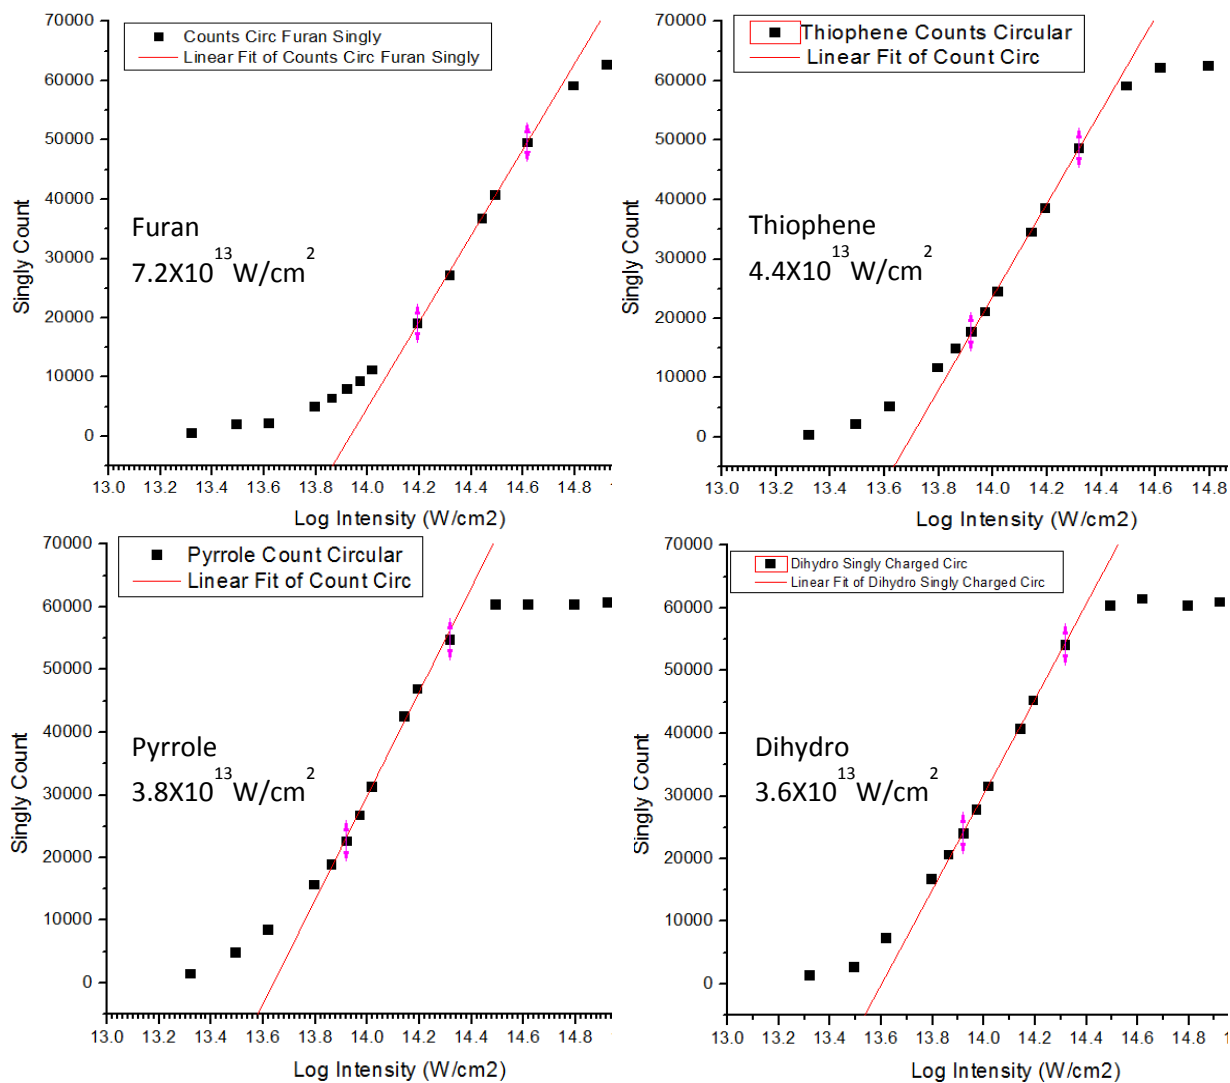 70000
60000
50000
40000
30000
20000
10000
0
Singly Count
Counts Circ Furan Singly
Linear Fit of Counts Circ Furan Singly
Furan
7.2X10^13 W/cm^2
13.0 13.2 13.4 13.6 13.8 14.0 14.2 14.4 14.6 14.8
Log Intensity (W/cm2)
70000
60000
50000
40000
30000
20000
10000
0
Singly Count
Thiophene Counts Circular
Linear Fit of Count Circ
Thiophene
4.4X10^13 W/cm^2
13.0 13.2 13.4 13.6 13.8 14.0 14.2 14.4 14.6 14.8
Log Intensity (W/cm2)
70000
60000
50000
40000
30000
20000
10000
0
Singly Count
Pyrrole Count Circular
Linear Fit of Count Circ
Pyrrole
3.8X10^13 W/cm^2
13.0 13.2 13.4 13.6 13.8 14.0 14.2 14.4 14.6 14.8
Log Intensity (W/cm2)
70000
60000
50000
40000
30000
20000
10000
0
Singly Count
Dihydro Singly Charged Circ
Linear Fit of Dihydro Singly Charged Circ
Dihydro
3.6X10^13 W/cm^2
13.0 13.2 13.4 13.6 13.8 14.0 14.2 14.4 14.6 14.8
Log Intensity (W/cm2)